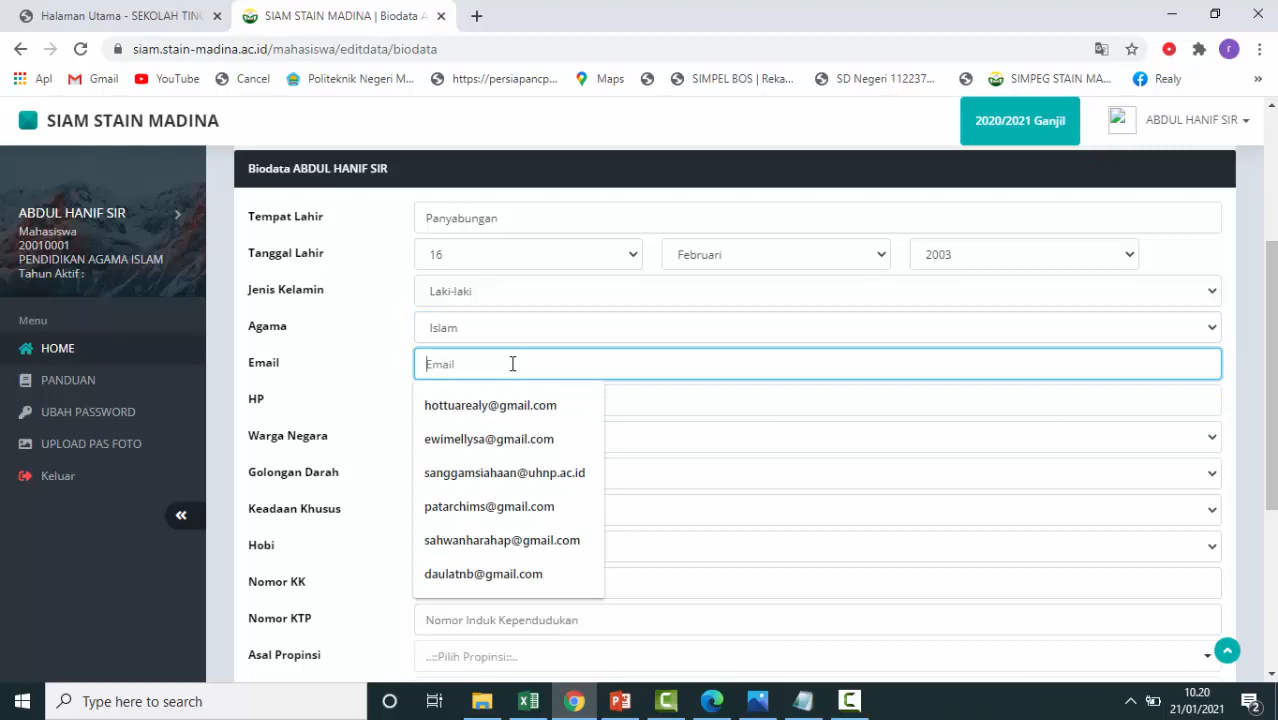 Halaman Utama - SEKOLAH TING
SIAM STAIN MADINA | Biodata A
siam.stain-madina.ac.id/mahasiswa/editdata/biodata
r
Apl
Gmail
YouTube
Cancel
Politeknik Negeri M...
https://persiapancp...
Maps
SIMPEL BOS | Reka...
SD Negeri 112237...
SIMPEG STAIN MA...
Realy
»
SIAM STAIN MADINA
2020/2021 Ganjil
ABDUL HANIF SIR
ABDUL HANIF SIR
Mahasiswa
20010001
PENDIDIKAN AGAMA ISLAM
Tahun Aktif :
Menu
HOME
PANDUAN
UBAH PASSWORD
UPLOAD PAS FOTO
Keluar
Biodata ABDUL HANIF SIR
Tempat Lahir
Panyabungan
Tanggal Lahir
16
Februari
2003
Jenis Kelamin
Laki-laki
Agama
Islam
Email
Email
hottuarealy@gmail.com
ewimellysa@gmail.com
sanggamsiahaan@uhnp.ac.id
patarchims@gmail.com
sahwanharahap@gmail.com
daulatnb@gmail.com
HP
Warga Negara
Golongan Darah
Keadaan Khusus
Hobi
Nomor KK
Nomor KTP
Nomor Induk Kependudukan
Asal Propinsi
..::Pilih Propinsi::..
Type here to search
10.20
21/01/2021
2